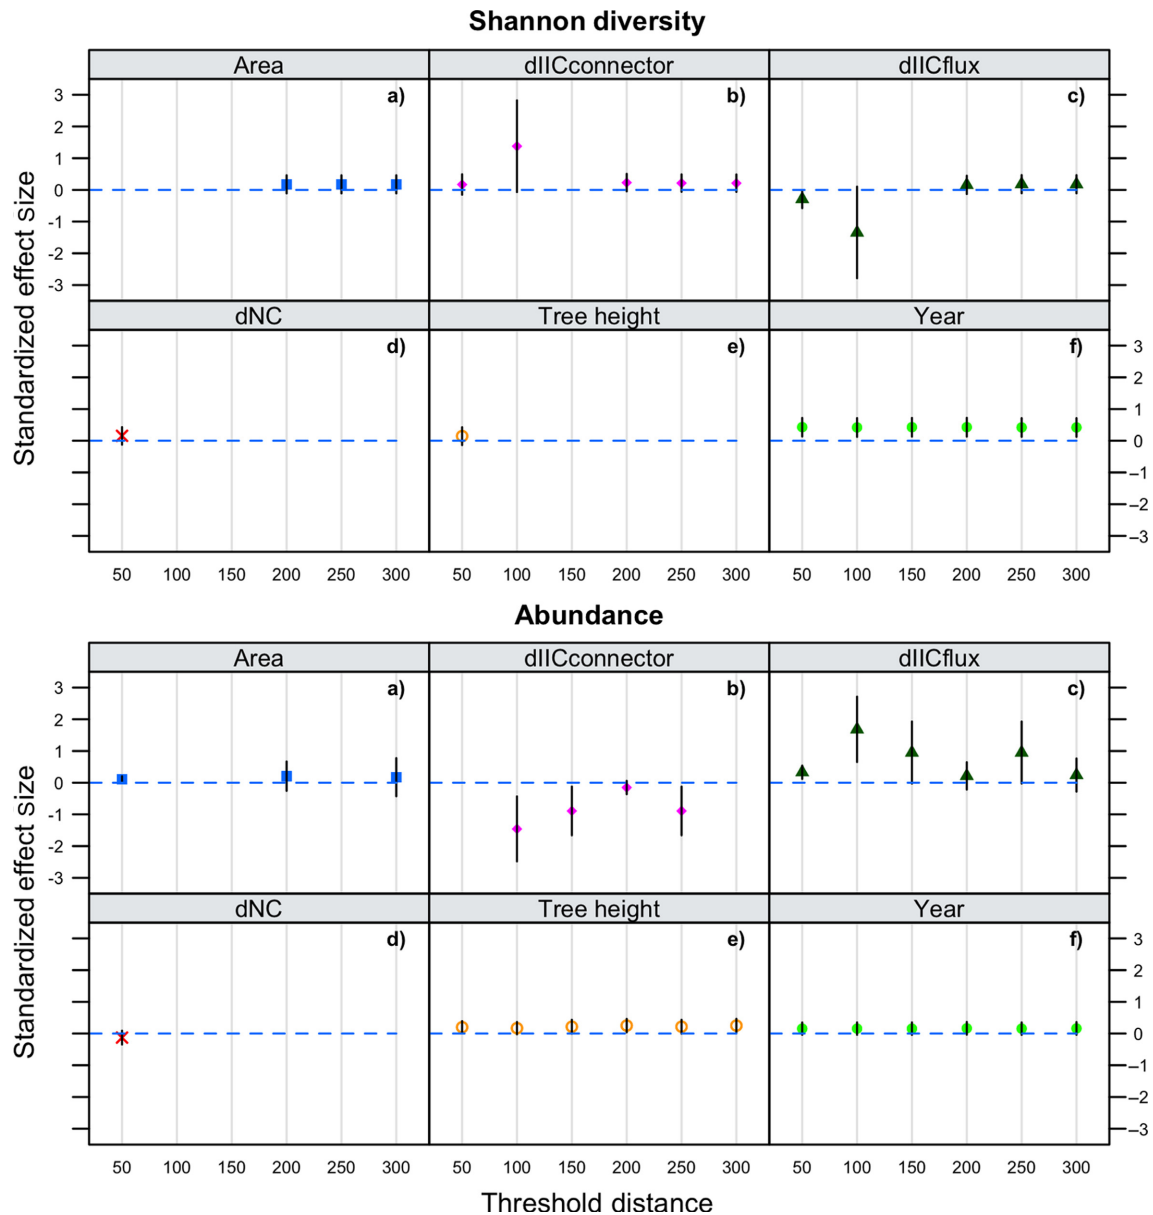 Shannon diversity
Area dIICconnector dIICflux
a) b) c)
3
2
1
0
-1
-2
-3
Standardized effect size
dNC Tree height Year
d) e) f)
3
2
1
0
–1
–2
–3
50 100 150 200 250 300 50 100 150 200 250 300 50 100 150 200 250 300
Abundance
Area dIICconnector dIICflux
a) b) c)
3
2
1
0
-1
-2
-3
Standardized effect size
dNC Tree height Year
d) e) f)
3
2
1
0
–1
–2
–3
50 100 150 200 250 300 50 100 150 200 250 300 50 100 150 200 250 300
Threshold distance